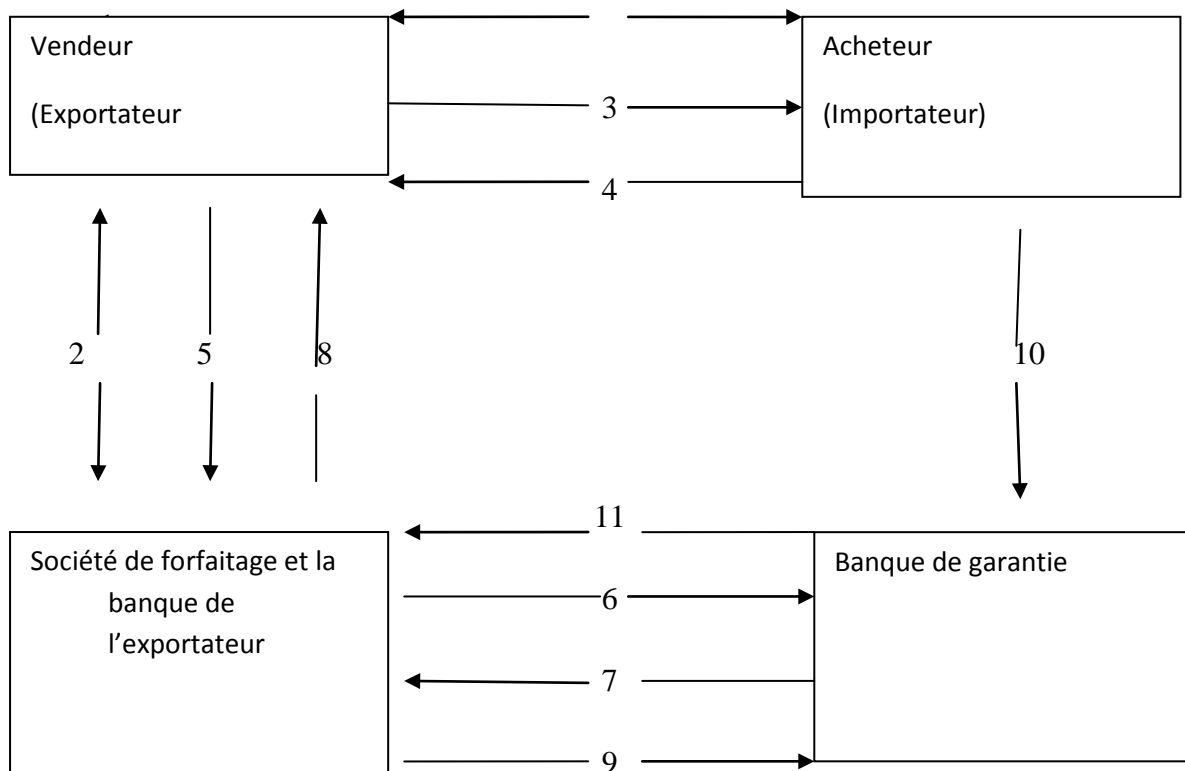 Vendeur
(Exportateur
Acheteur
(Importateur)
3
4
2
5
8
10
Société de forfaitage et la
banque de
l’exportateur
11
6
7
9
Banque de garantie